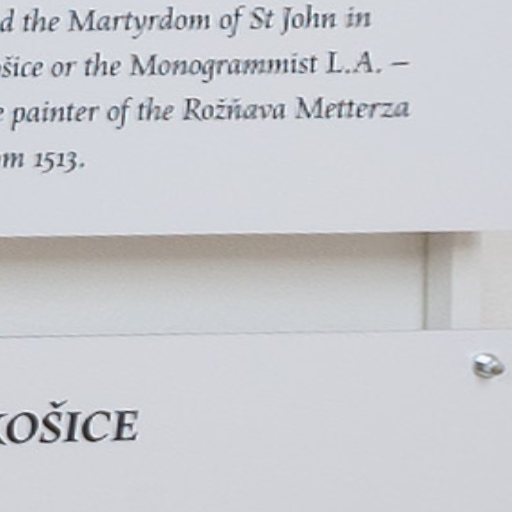 d the Martyrdom of St John in
šice or the Monogrammist L.A. –
e painter of the Rožňava Metterza
m 1513.
KOŠICE